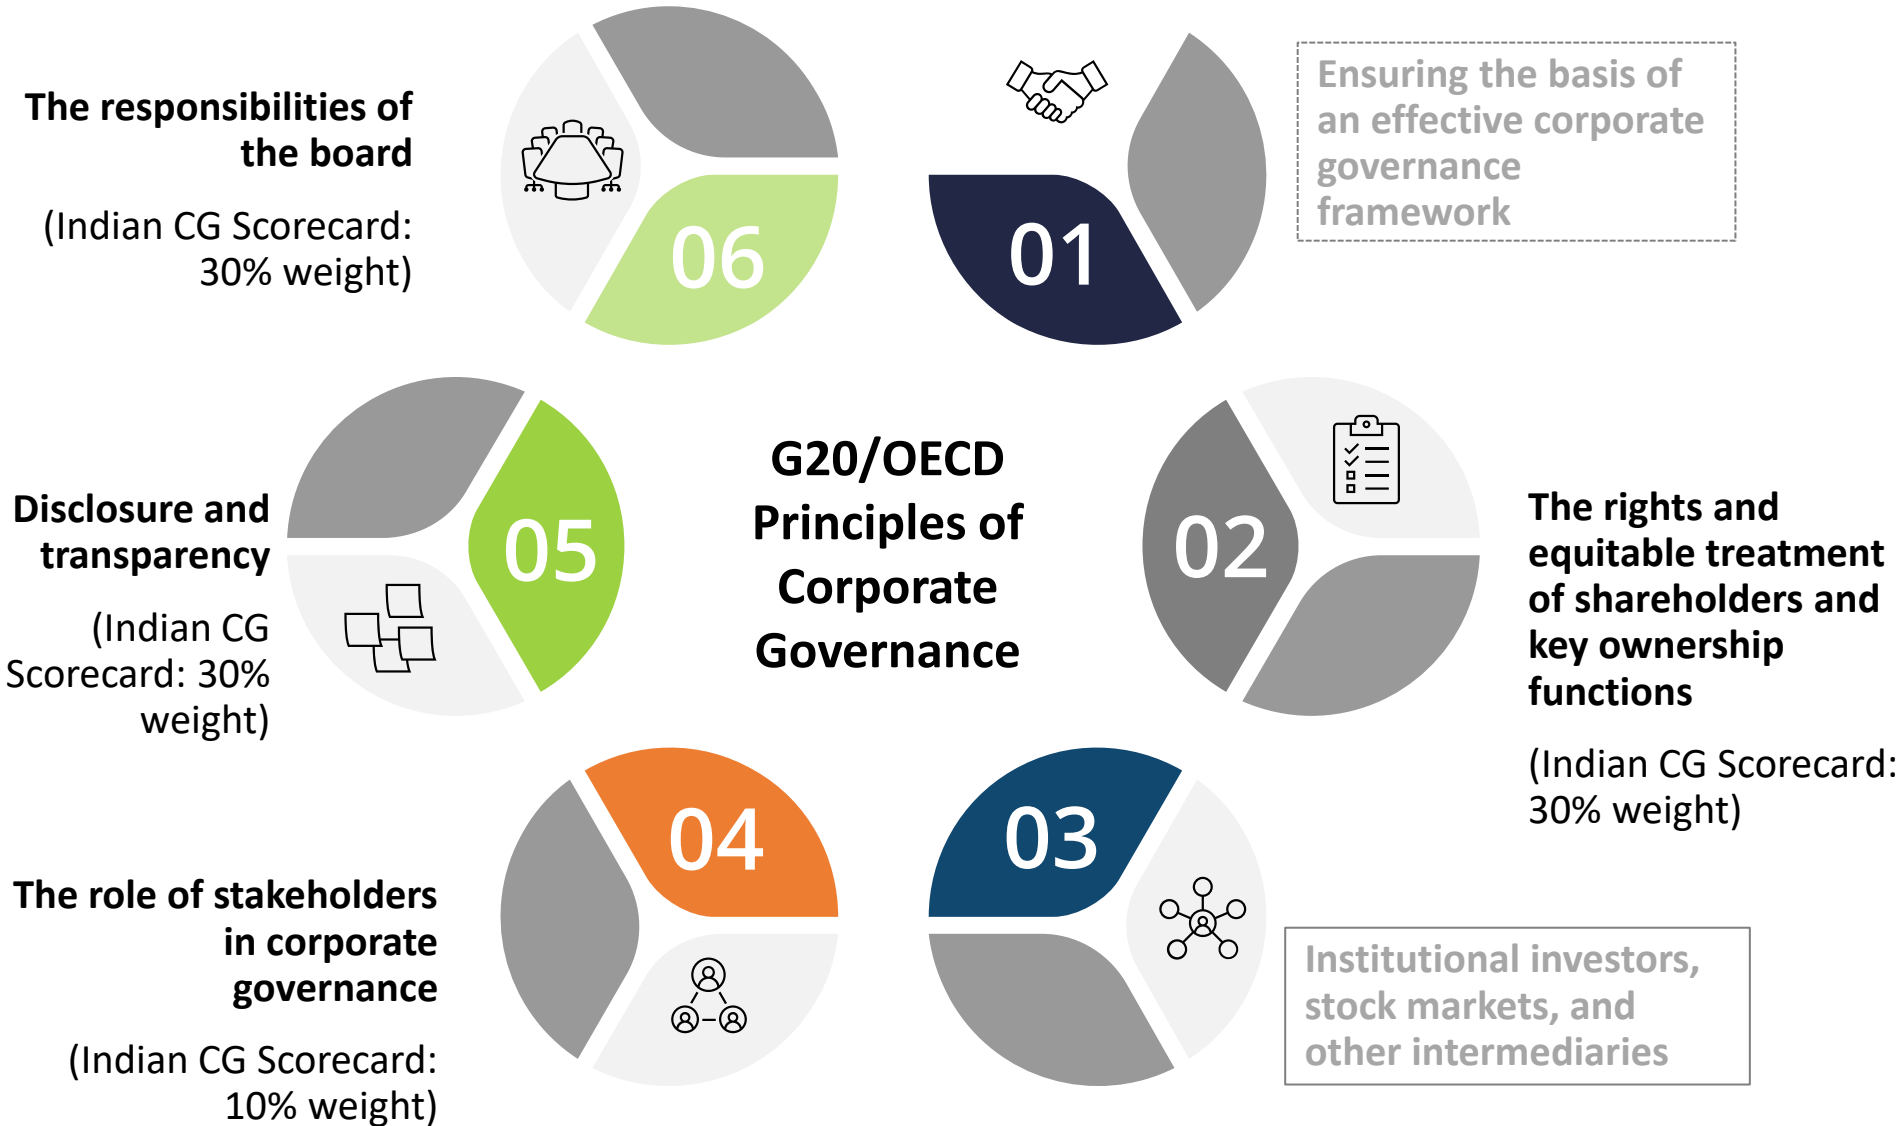 G20/OECD
Principles of
Corporate
Governance
01
Ensuring the basis of
an effective corporate
governance
framework
02
The rights and
equitable treatment
of shareholders and
key ownership
functions
(Indian CG Scorecard:
30% weight)
03
Institutional investors,
stock markets, and
other intermediaries
04
The role of stakeholders
in corporate
governance
(Indian CG Scorecard:
10% weight)
05
Disclosure and
transparency
(Indian CG
Scorecard: 30%
weight)
06
The responsibilities of
the board
(Indian CG Scorecard:
30% weight)